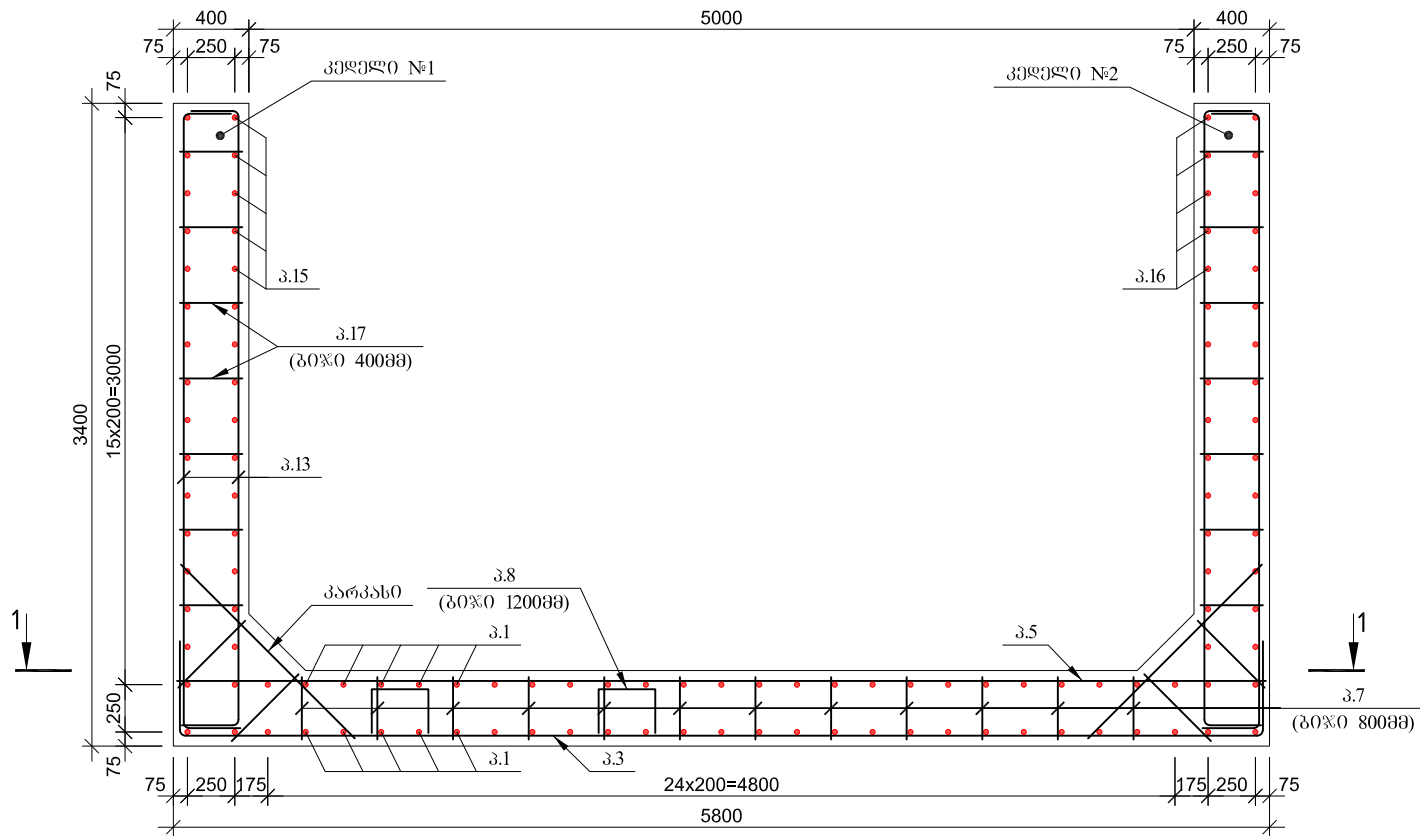 400 5000 400
75 250 75 75 250 75
კედელი №1
კედელი №2
75
3400
15x200=3000
250
75
პ.15
პ.16
პ.17
(ბიჯი 400მმ)
პ.13
კარკასი
პ.8
(ბიჯი 1200მმ)
პ.1
პ.5
1
1
პ.7
(ბიჯი 800მმ)
პ.1
პ.3
75 250 175 24x200=4800 175 250 75
5800